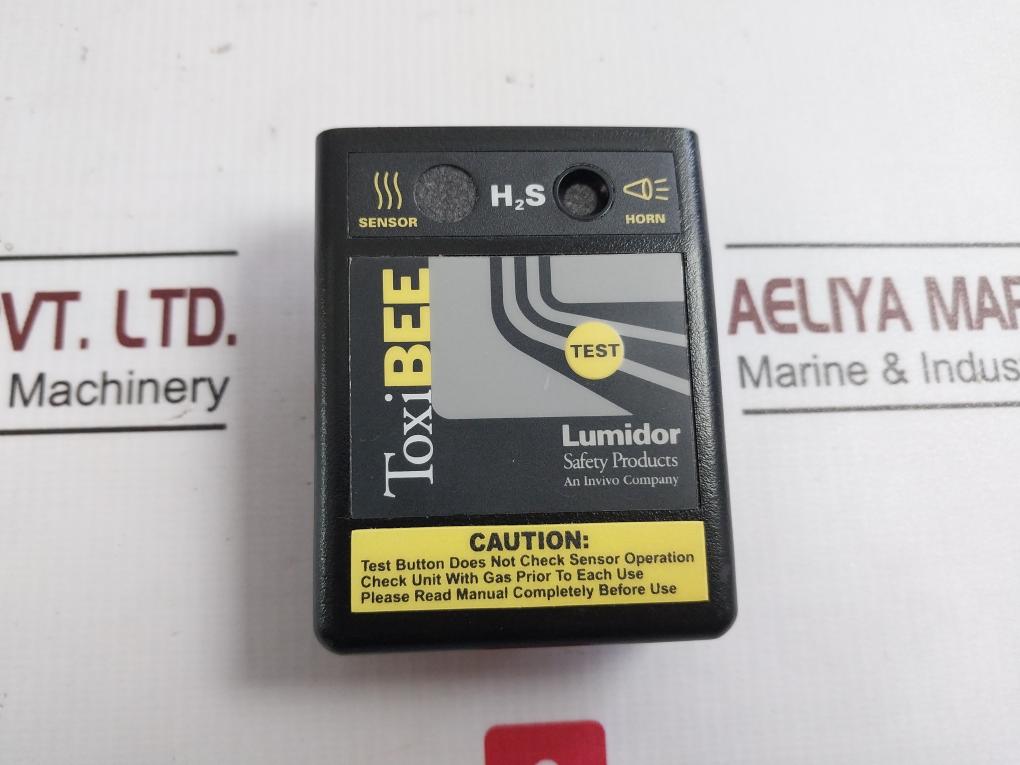 SENSOR
H₂S
HORN
ToxiBEE
TEST
Lumidor
Safety Products
An Invivo Company
CAUTION:
Test Button Does Not Check Sensor Operation
Check Unit With Gas Prior To Each Use
Please Read Manual Completely Before Use
PVT. LTD.
Machinery
AELIYA MAR
Marine & Indus